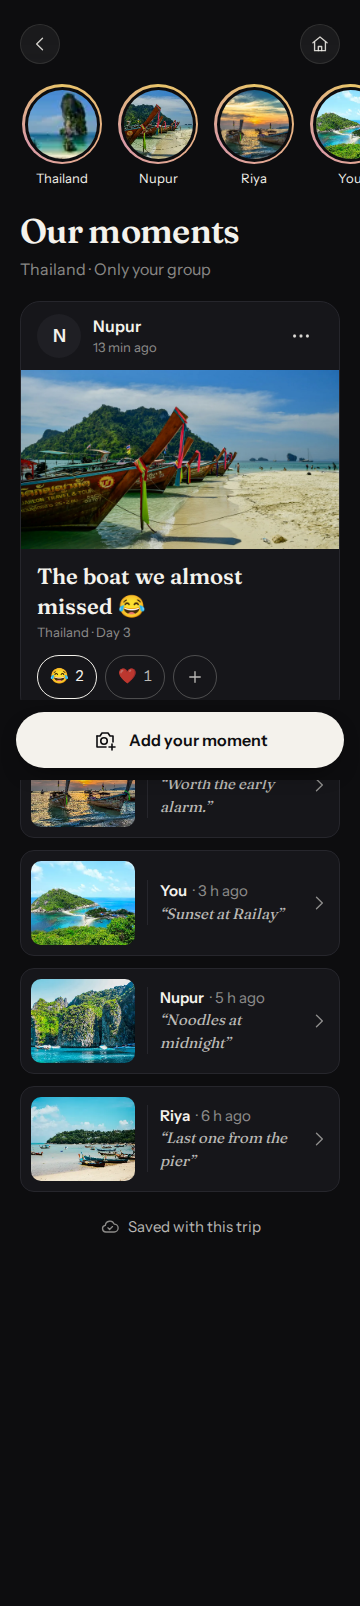 Thailand
Nupur
Riya
You
Our moments
Thailand · Only your group
N
Nupur
13 min ago
The boat we almost
missed 😂
Thailand · Day 3
😂 2
❤️ 1
Add your moment
“Worth the early
alarm.”
You · 3 h ago
“Sunset at Railay”
Nupur · 5 h ago
“Noodles at
midnight”
Riya · 6 h ago
“Last one from the
pier”
Saved with this trip